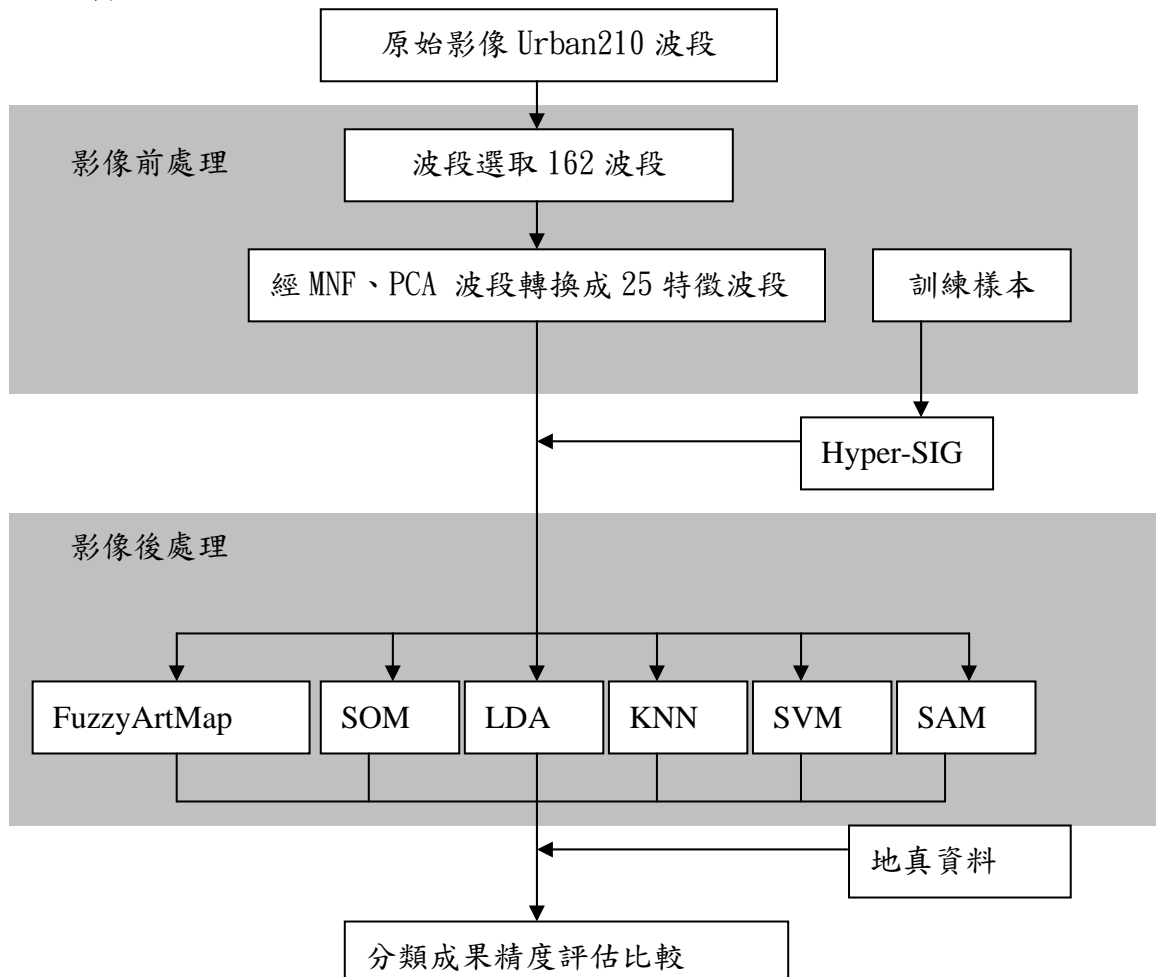 原始影像 Urban210 波段
影像前處理
波段選取 162 波段
經 MNF、PCA 波段轉換成 25 特徵波段
訓練樣本
Hyper-SIG
影像後處理
FuzzyArtMap
SOM
LDA
KNN
SVM
SAM
地真資料
分類成果精度評估比較